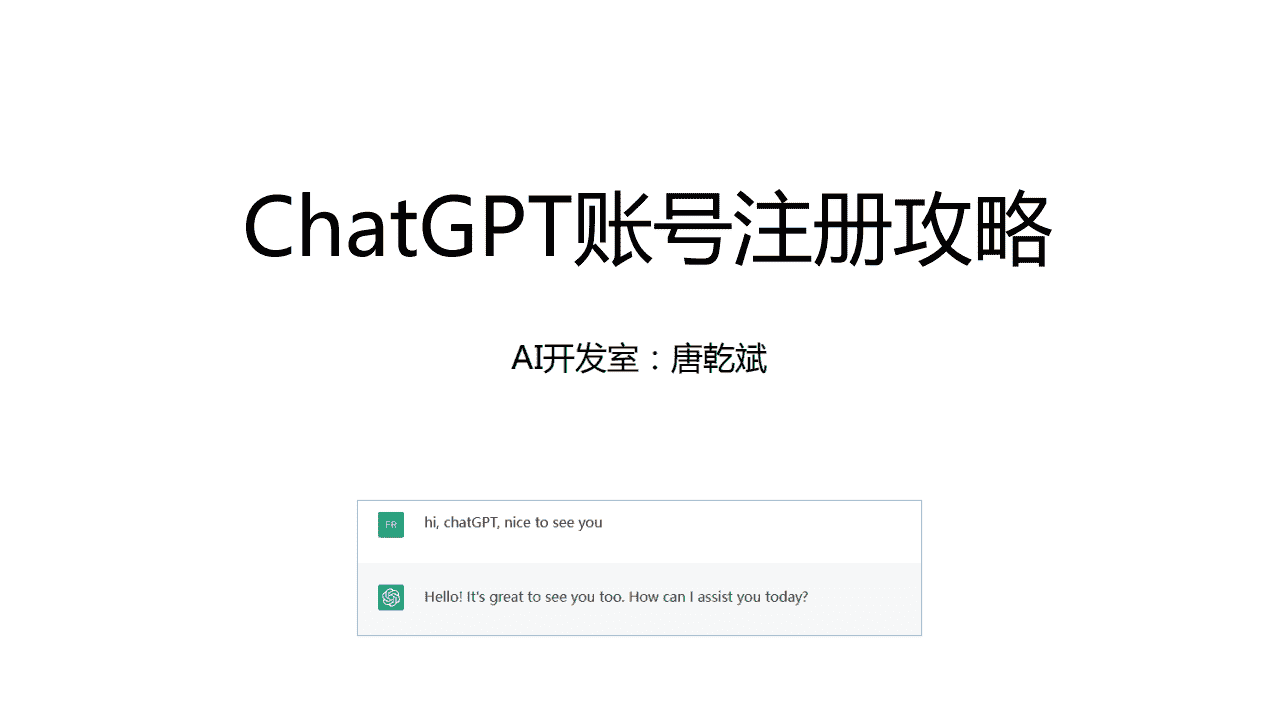 ChatGPT账号注册攻略
AI开发室：唐乾斌
FR
hi, chatGPT, nice to see you
Hello! It's great to see you too. How can I assist you today?